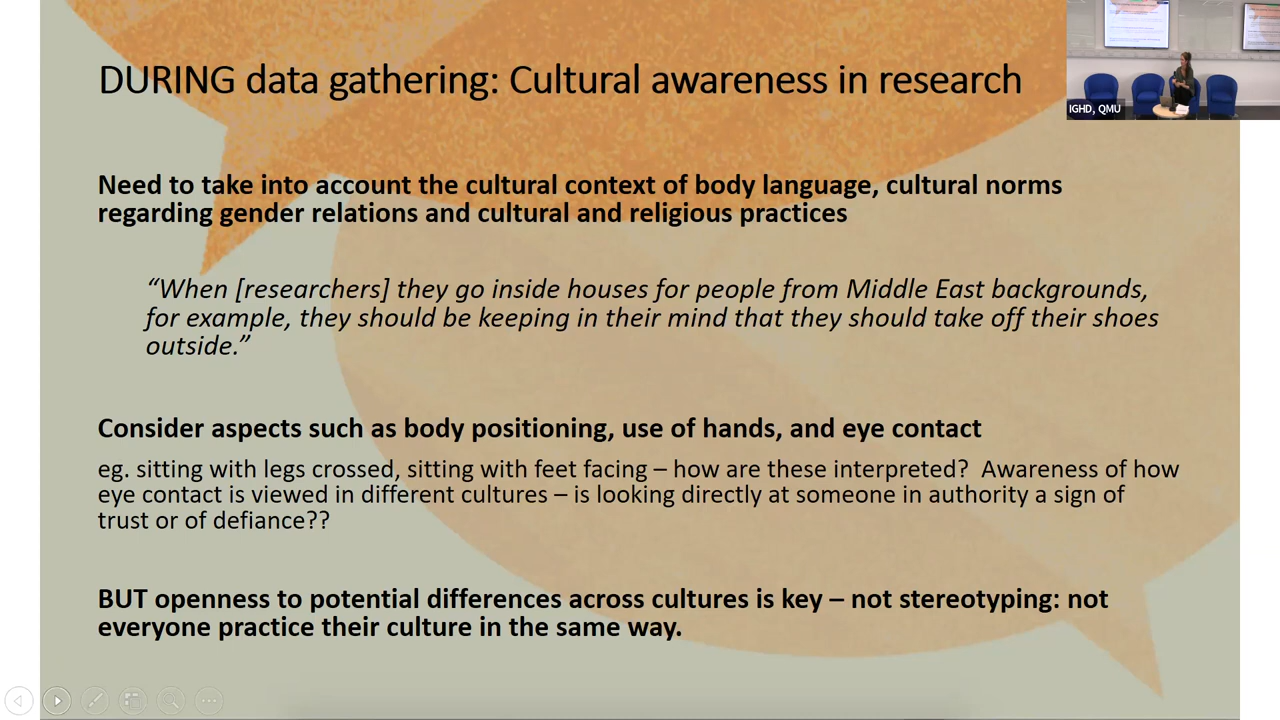 DURING data gathering: Cultural awareness in research
IGHD, QMU
Need to take into account the cultural context of body language, cultural norms
regarding gender relations and cultural and religious practices
“When [researchers] they go inside houses for people from Middle East backgrounds,
for example, they should be keeping in their mind that they should take off their shoes
outside.”
Consider aspects such as body positioning, use of hands, and eye contact
eg. sitting with legs crossed, sitting with feet facing – how are these interpreted?  Awareness of how
eye contact is viewed in different cultures – is looking directly at someone in authority a sign of
trust or of defiance??
BUT openness to potential differences across cultures is key – not stereotyping: not
everyone practice their culture in the same way.